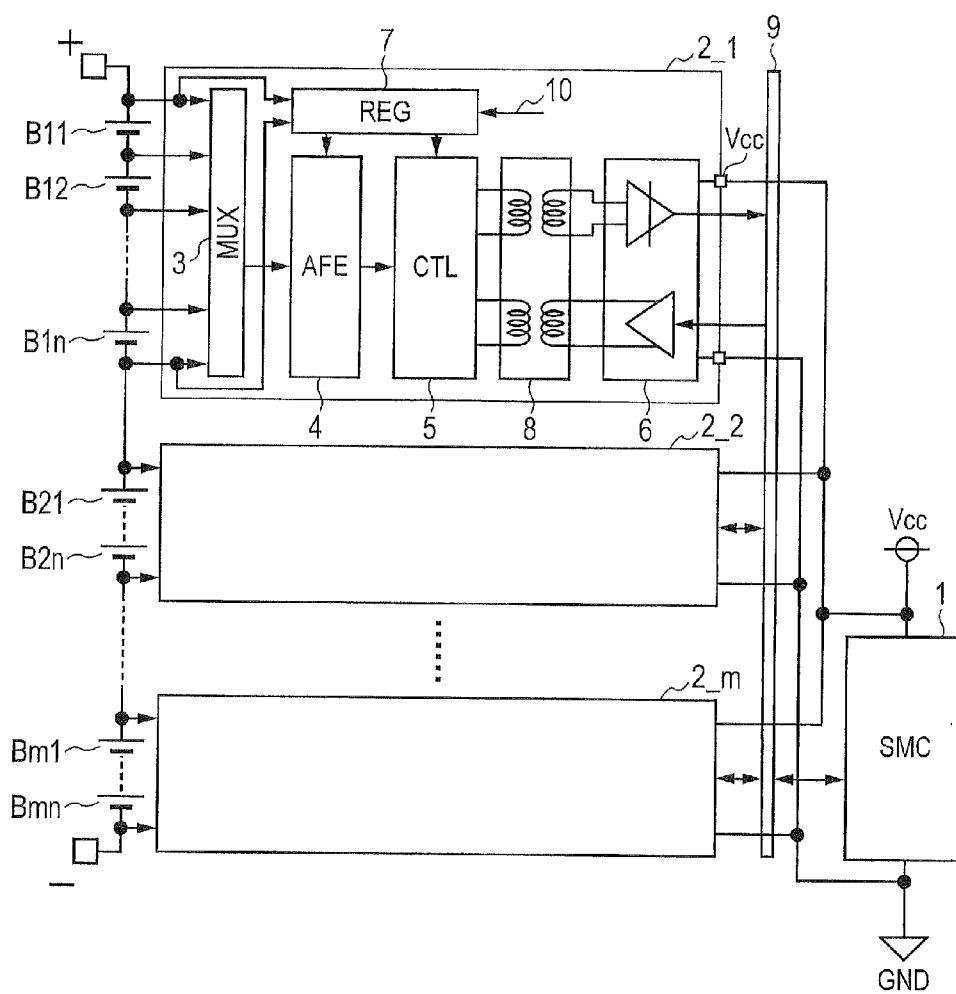 +
7
2_1
9
REG
10
Vcc
B11
B12
3
MUX
AFE
CTL
B1n
4
5
8
6
2_2
B21
B2n
Vcc
1
2_m
Bm1
SMC
Bmn
−
GND